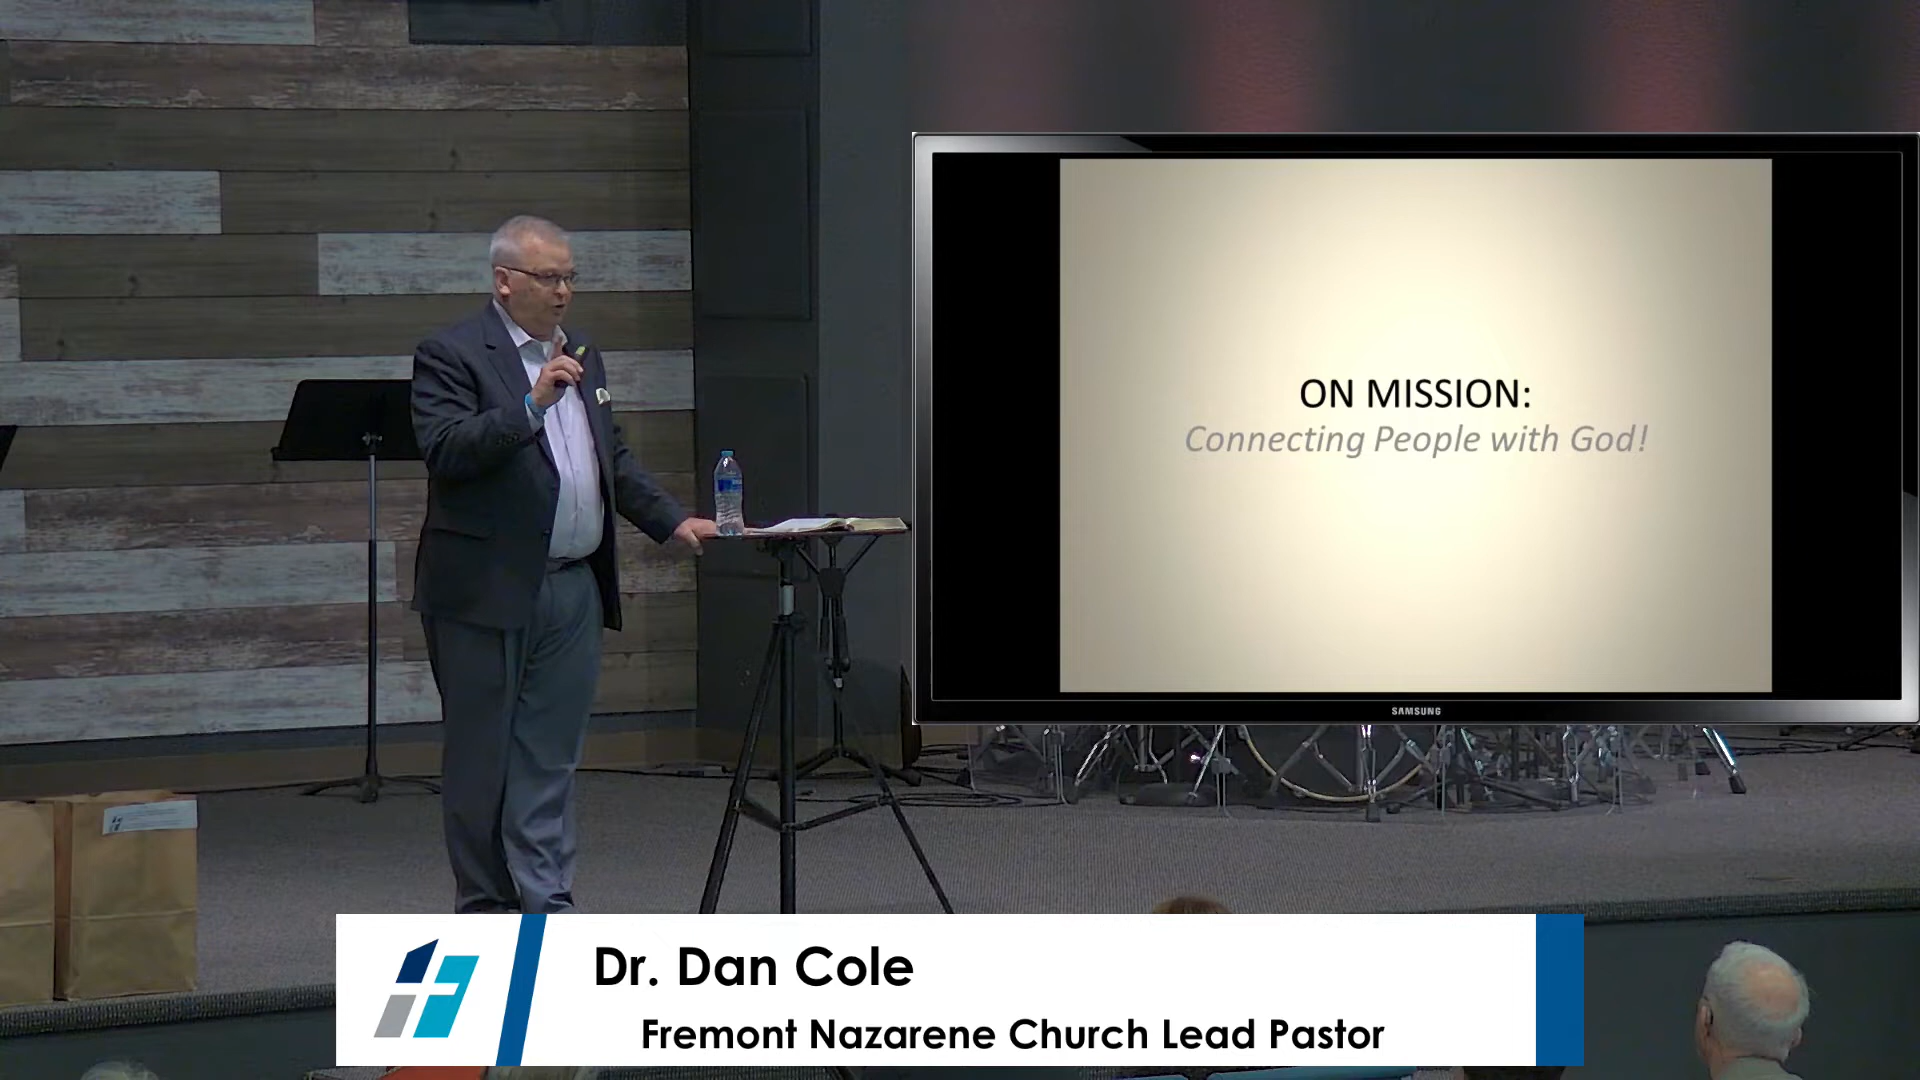 ON MISSION:
Connecting People with God!
SAMSUNG
Dr. Dan Cole
Fremont Nazarene Church Lead Pastor